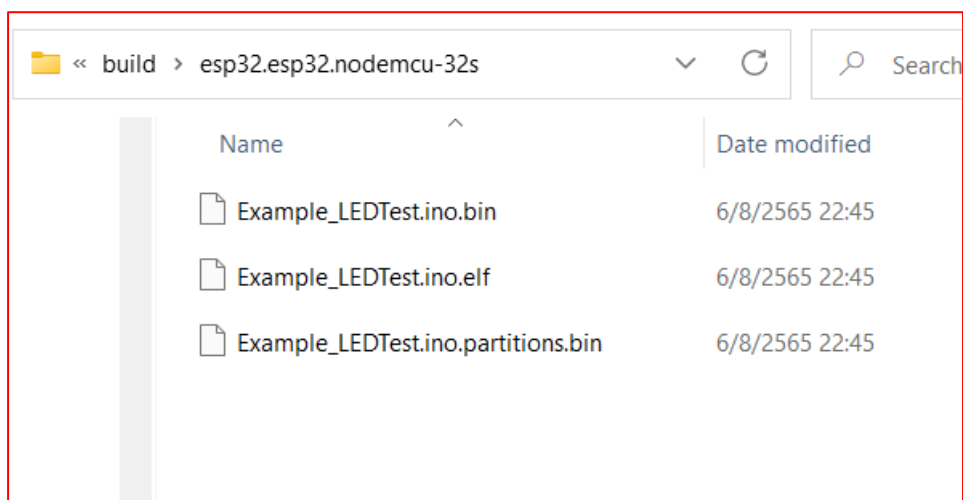 « build > esp32.esp32.nodemcu-32s Search
Name Date modified
Example_LEDTest.ino.bin 6/8/2565 22:45
Example_LEDTest.ino.elf 6/8/2565 22:45
Example_LEDTest.ino.partitions.bin 6/8/2565 22:45